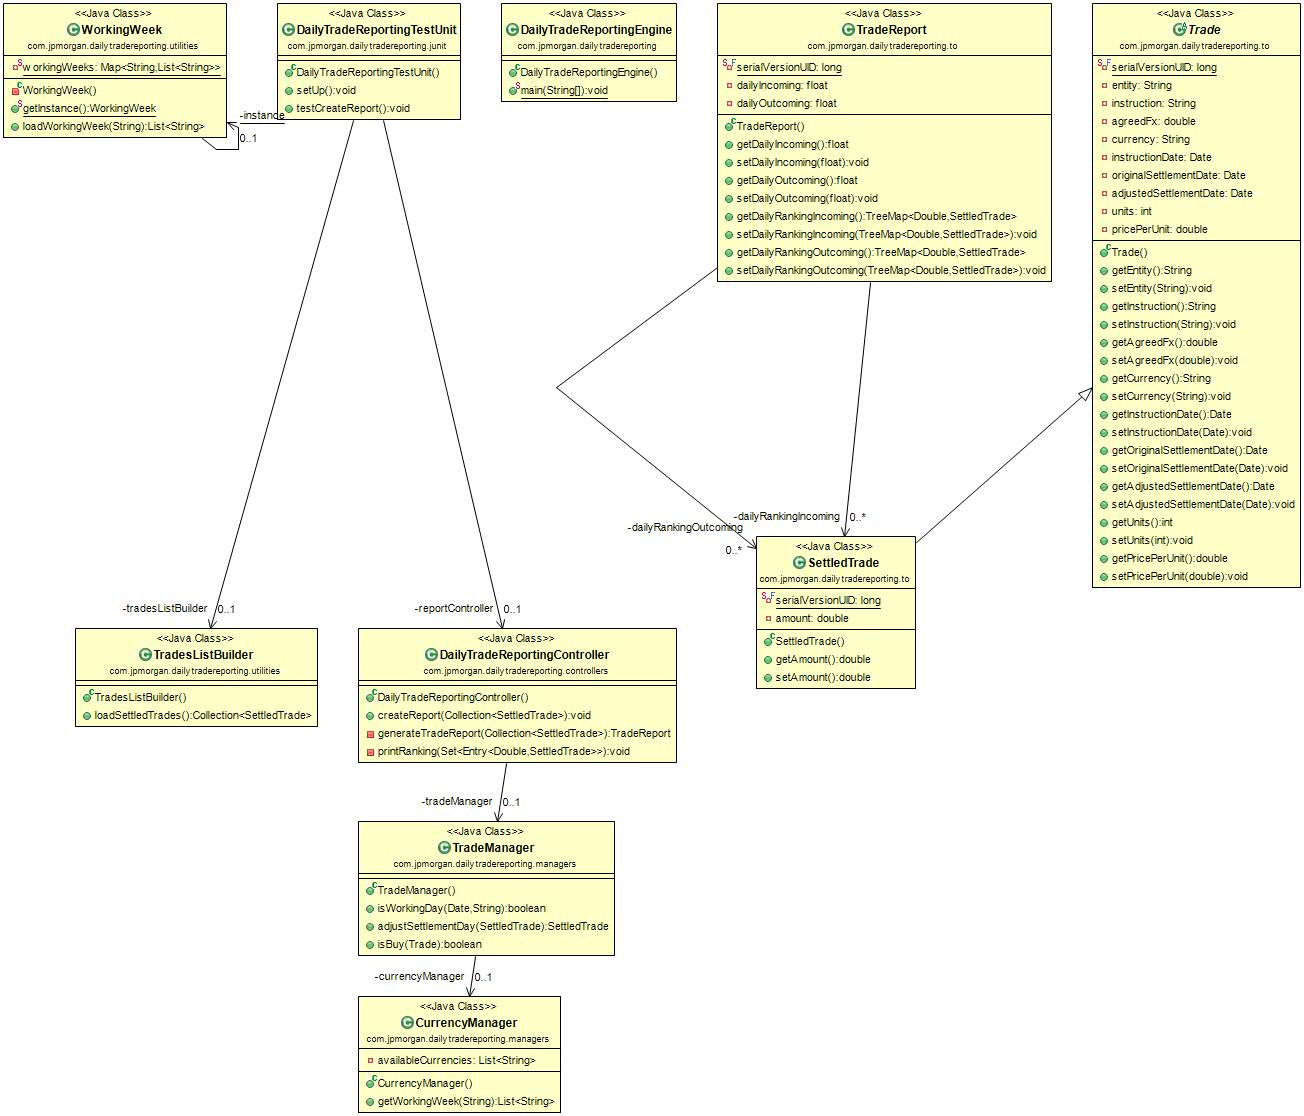 <<Java Class>>
WorkingWeek
com.jpmorgan.dailytradereporting.utilities
workingWeeks: Map<String,List<String>>
WorkingWeek()
getInstance():WorkingWeek
loadWorkingWeek(String):List<String>
-instance
0..1
<<Java Class>>
DailyTradeReportingTestUnit
com.jpmorgan.dailytradereporting.junit
DailyTradeReportingTestUnit()
setUp():void
testCreateReport():void
<<Java Class>>
DailyTradeReportingEngine
com.jpmorgan.dailytradereporting
DailyTradeReportingEngine()
main(String[]):void
<<Java Class>>
TradeReport
com.jpmorgan.dailytradereporting.to
serialVersionUID: long
dailyIncoming: float
dailyOutcoming: float
TradeReport()
getDailyIncoming():float
setDailyIncoming(float):void
getDailyOutcoming():float
setDailyOutcoming(float):void
getDailyRankingIncoming():TreeMap<Double,SettledTrade>
setDailyRankingIncoming(TreeMap<Double,SettledTrade>):void
getDailyRankingOutcoming():TreeMap<Double,SettledTrade>
setDailyRankingOutcoming(TreeMap<Double,SettledTrade>):void
<<Java Class>>
Trade
com.jpmorgan.dailytradereporting.to
serialVersionUID: long
entity: String
instruction: String
agreedFx: double
currency: String
instructionDate: Date
originalSettlementDate: Date
adjustedSettlementDate: Date
units: int
pricePerUnit: double
Trade()
getEntity():String
setEntity(String):void
getInstruction():String
setInstruction(String):void
getAgreedFx():double
setAgreedFx(double):void
getCurrency():String
setCurrency(String):void
getInstructionDate():Date
setInstructionDate(Date):void
getOriginalSettlementDate():Date
setOriginalSettlementDate(Date):void
getAdjustedSettlementDate():Date
setAdjustedSettlementDate(Date):void
getUnits():int
setUnits(int):void
getPricePerUnit():double
setPricePerUnit(double):void
-dailyRankingIncoming 0..*
-dailyRankingOutcoming
0..*
<<Java Class>>
SettledTrade
com.jpmorgan.dailytradereporting.to
serialVersionUID: long
amount: double
SettledTrade()
getAmount():double
setAmount():double
-tradesListBuilder 0..1
<<Java Class>>
TradesListBuilder
com.jpmorgan.dailytradereporting.utilities
TradesListBuilder()
loadSettledTrades():Collection<SettledTrade>
-reportController 0..1
<<Java Class>>
DailyTradeReportingController
com.jpmorgan.dailytradereporting.controllers
DailyTradeReportingController()
createReport(Collection<SettledTrade>):void
generateTradeReport(Collection<SettledTrade>):TradeReport
printRanking(Set<Entry<Double,SettledTrade>>):void
-tradeManager 0..1
<<Java Class>>
TradeManager
com.jpmorgan.dailytradereporting.managers
TradeManager()
isWorkingDay(Date,String):boolean
adjustSettlementDay(SettledTrade):SettledTrade
isBuy(Trade):boolean
-currencyManager 0..1
<<Java Class>>
CurrencyManager
com.jpmorgan.dailytradereporting.managers
availableCurrencies: List<String>
CurrencyManager()
getWorkingWeek(String):List<String>